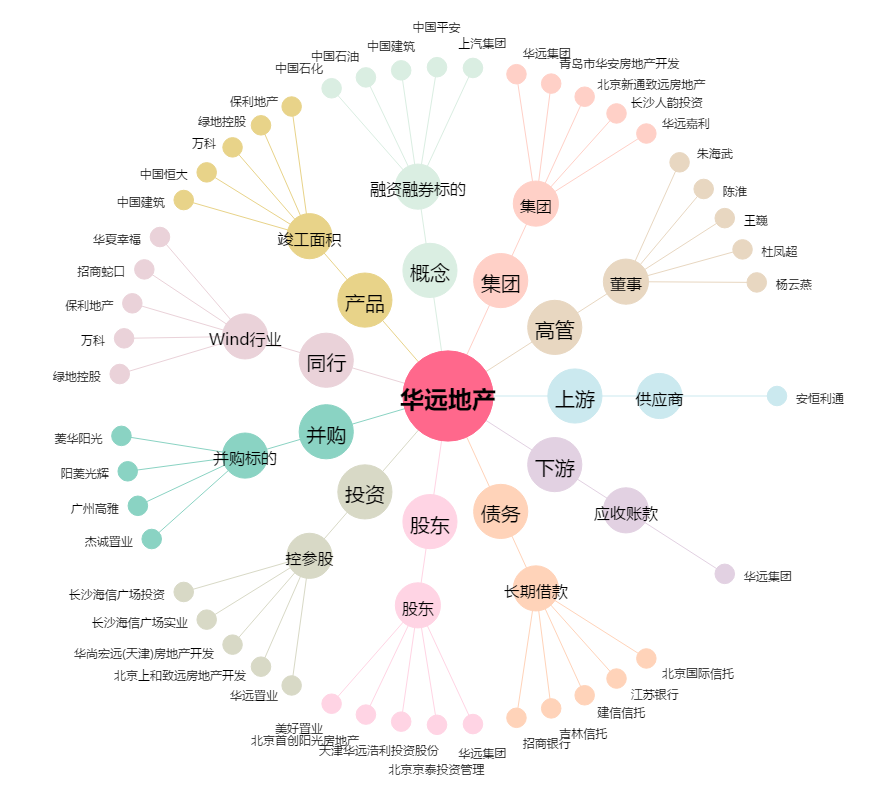 中国平安
上汽集团
中国建筑
中国石油
中国石化
华远集团
青岛市华安房地产开发
北京新通致远房地产
长沙人韵投资
华远嘉利
保利地产
绿地控股
万科
中国恒大
中国建筑
朱海武
陈淮
王巍
杜凤超
杨云燕
融资融券标的
集团
竣工面积
华夏幸福
招商蛇口
保利地产
万科
绿地控股
概念
集团
董事
产品
高管
Wind行业
同行
华远地产
上游
供应商
安恒利通
并购
并购标的
菱华阳光
阳菱光辉
广州高雅
杰诚置业
下游
投资
股东
债务
应收账款
华远集团
控参股
长沙海信广场投资
长沙海信广场实业
华尚宏远(天津)房地产开发
北京上和致远房地产开发
华远置业
股东
长期借款
北京国际信托
江苏银行
建信信托
吉林信托
招商银行
美好置业
北京首创阳光房地产
天津华远浩利投资股份
北京京泰投资管理
华远集团